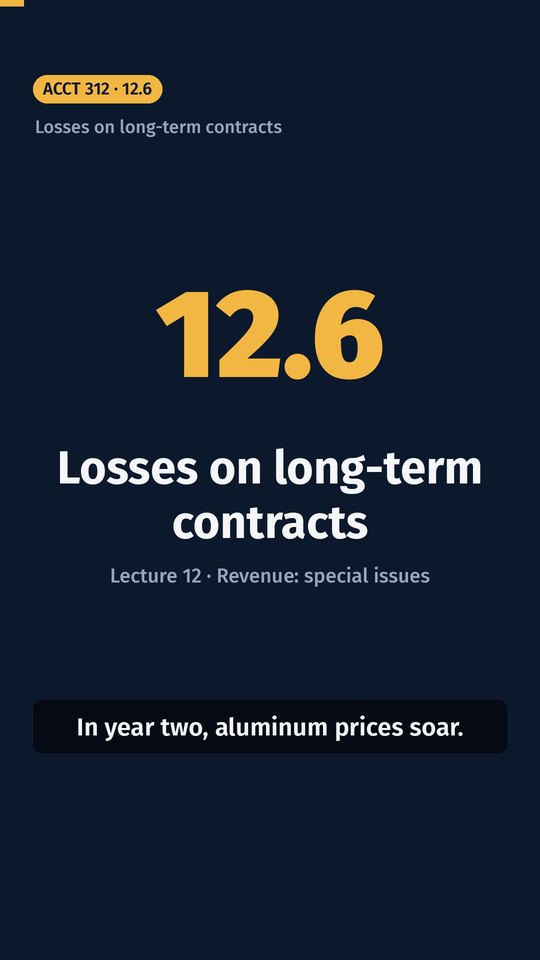 ACCT 312 · 12.6
Losses on long-term contracts
12.6
Losses on long-term
contracts
Lecture 12 · Revenue: special issues
In year two, aluminum prices soar.